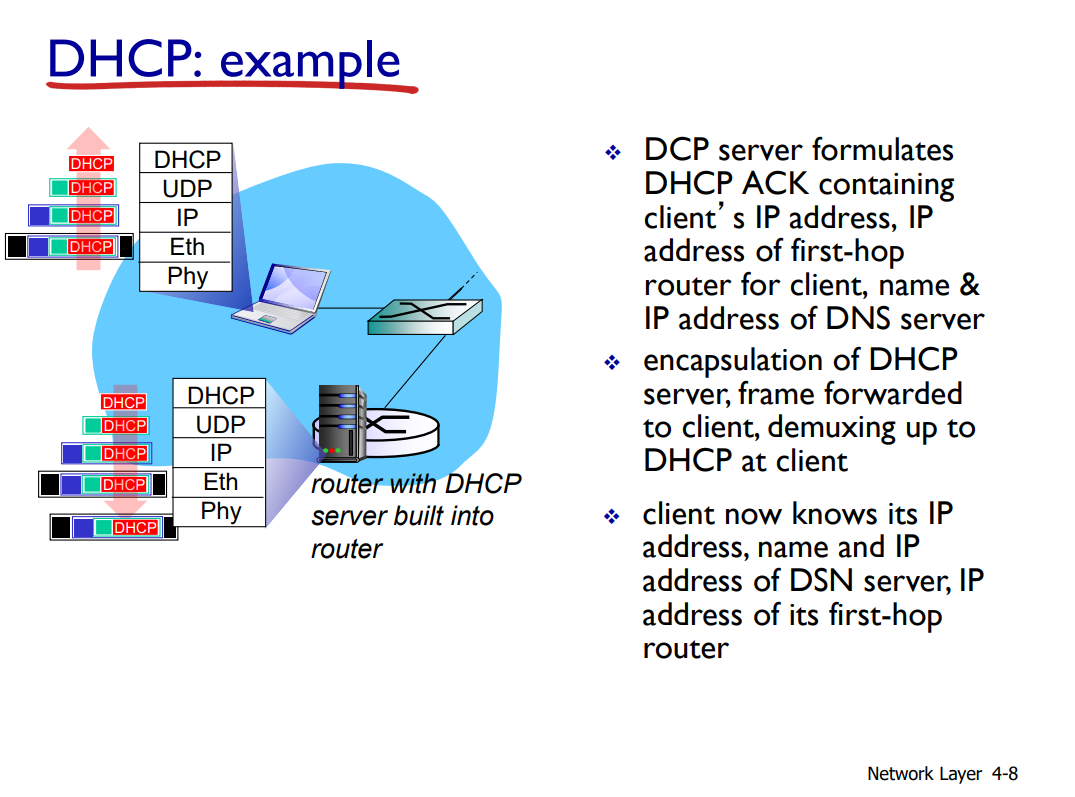 DHCP: example
DHCP
DHCP
DHCP
DHCP
DHCP
UDP
IP
Eth
Phy
DHCP
DHCP
DHCP
DHCP
DHCP
DHCP
UDP
IP
Eth
Phy
router with DHCP
server built into
router
DCP server formulates
DHCP ACK containing
client’s IP address, IP
address of first-hop
router for client, name &
IP address of DNS server
encapsulation of DHCP
server, frame forwarded
to client, demuxing up to
DHCP at client
client now knows its IP
address, name and IP
address of DSN server, IP
address of its first-hop
router
Network Layer 4-8